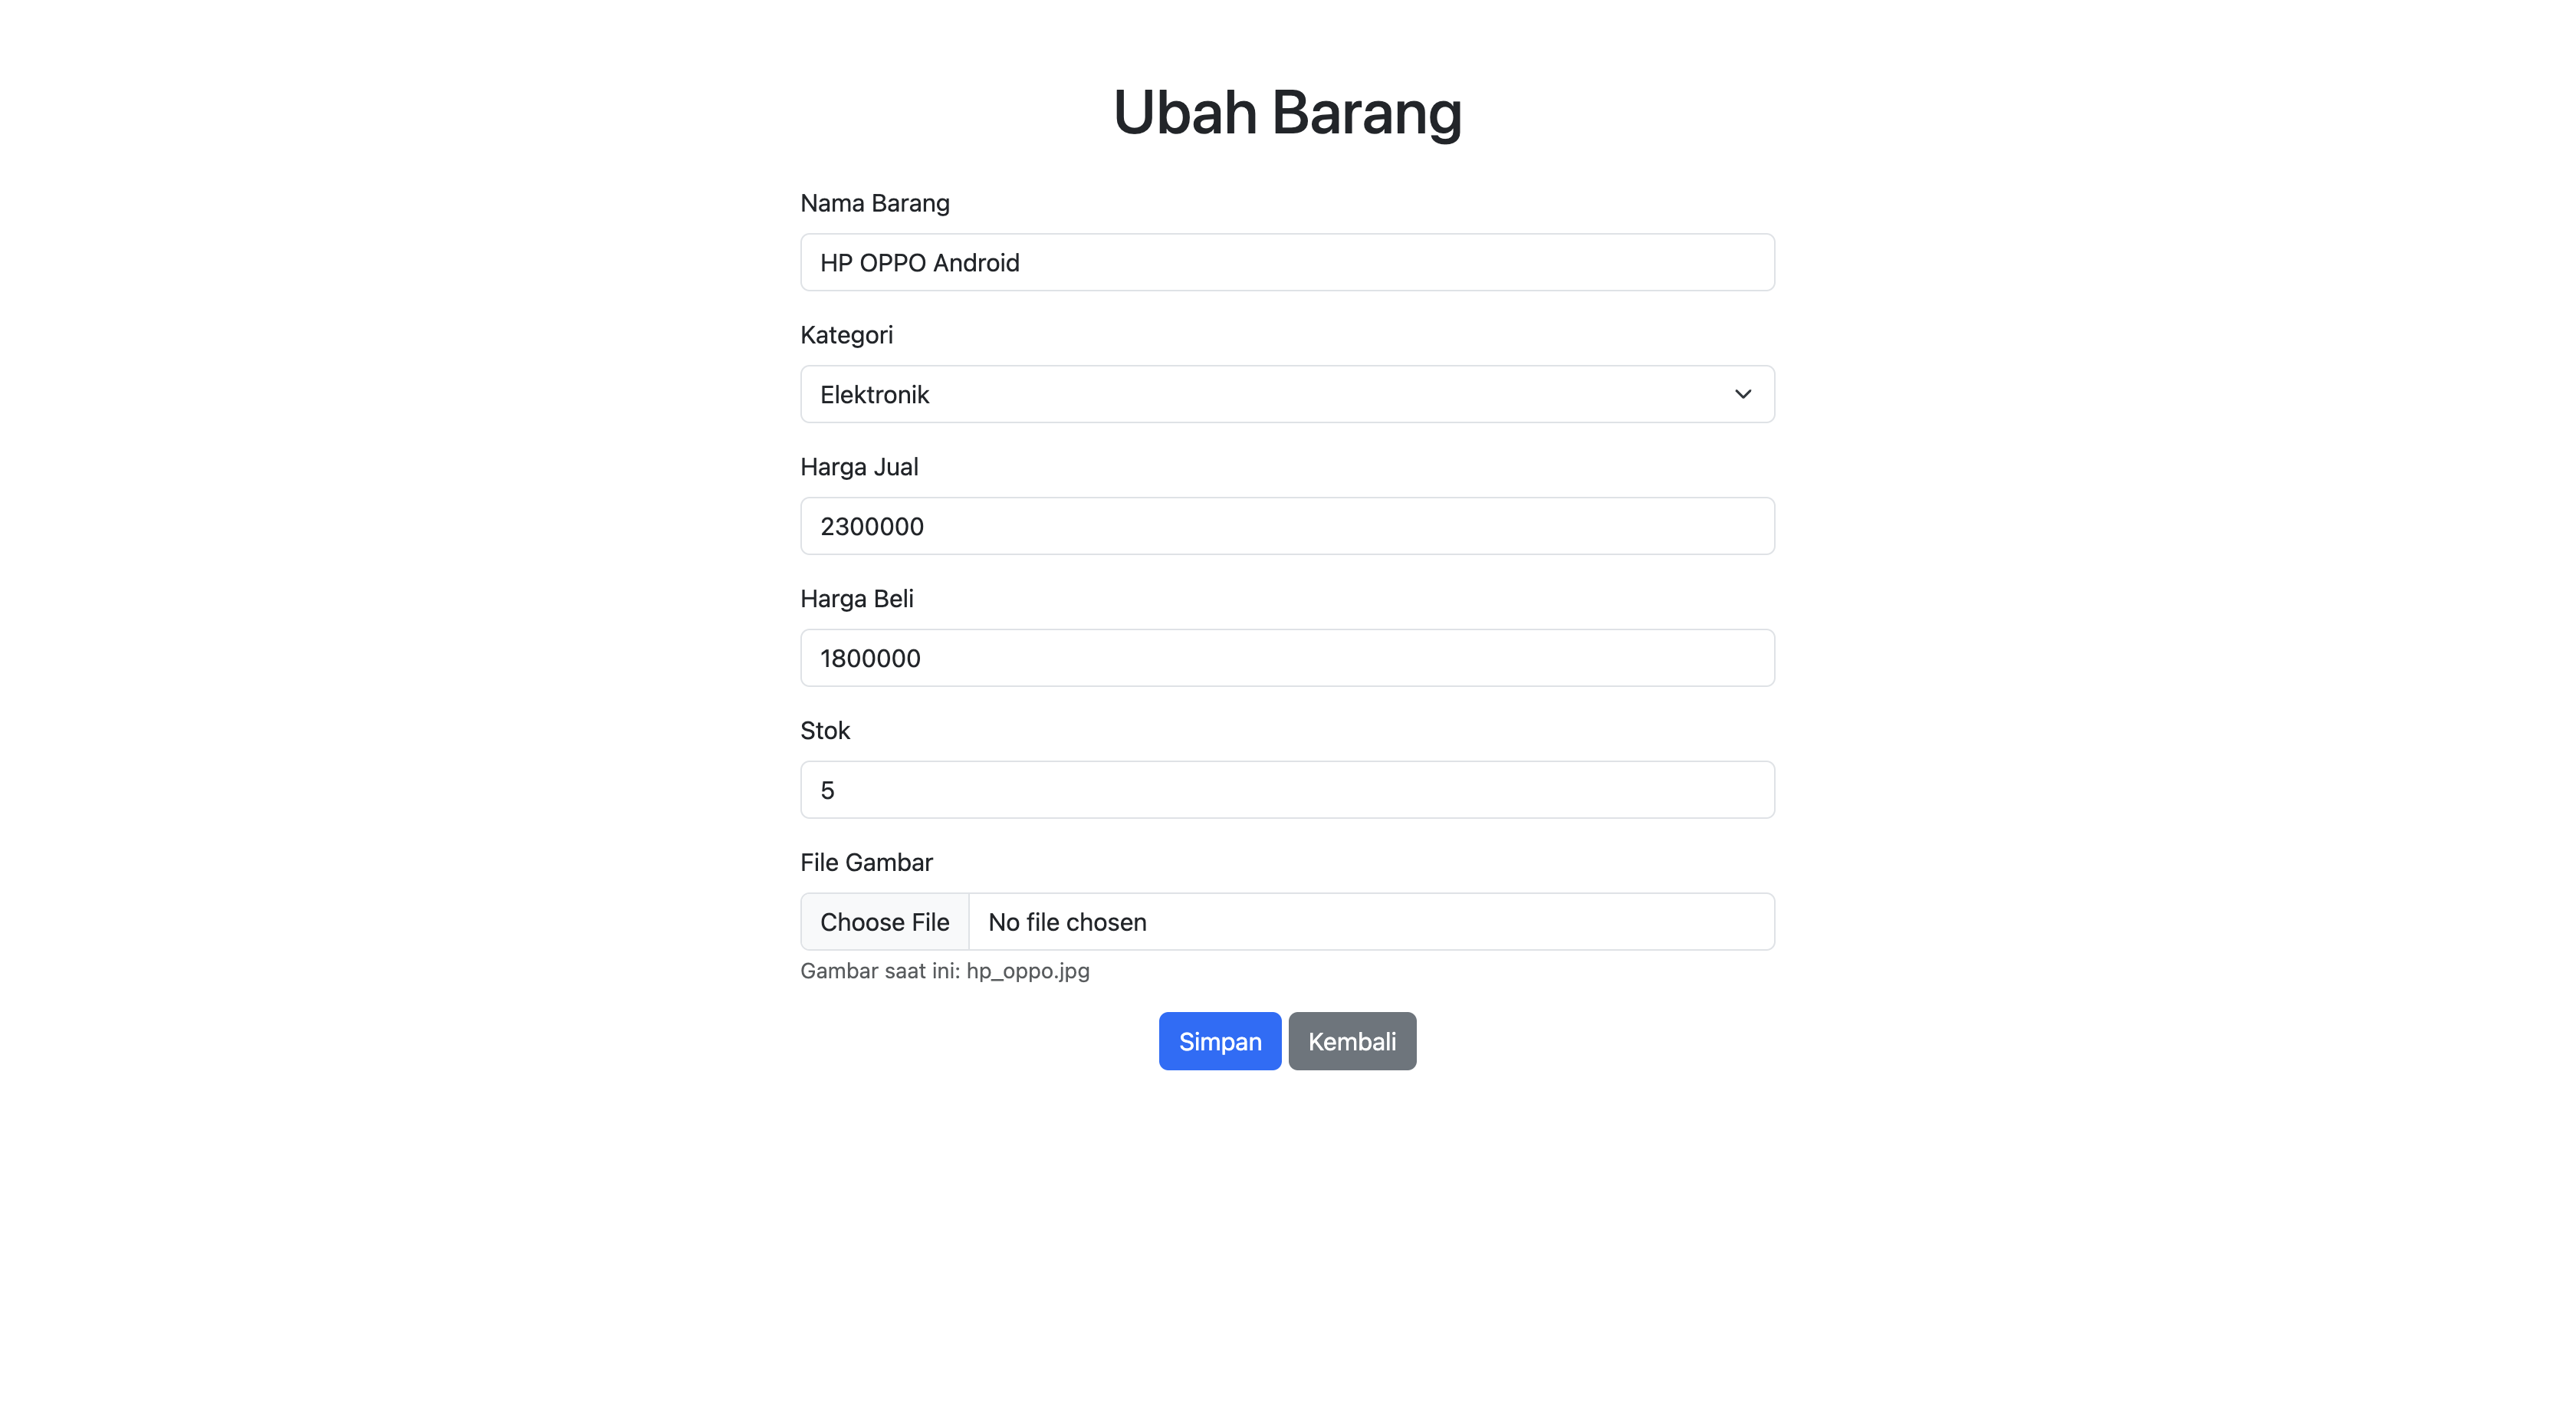 Ubah Barang
Nama Barang
HP OPPO Android
Kategori
Elektronik
Harga Jual
2300000
Harga Beli
1800000
Stok
5
File Gambar
Choose File No file chosen
Gambar saat ini: hp_oppo.jpg
Simpan Kembali